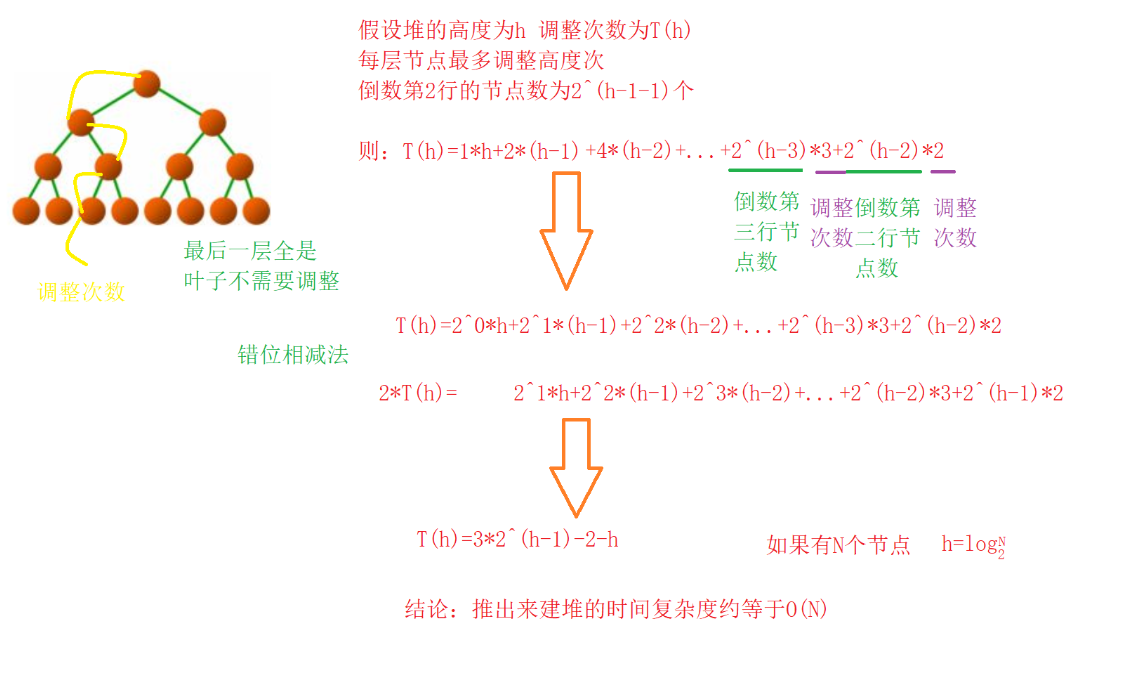 假设堆的高度为h 调整次数为T(h)
每层节点最多调整高度次
倒数第2行的节点数为2^(h-1-1)个
则：T(h)=1*h+2*(h-1)+4*(h-2)+...+2^(h-3)*3+2^(h-2)*2
倒数第
三行节
点数
调整
次数
倒数第
二行节
点数
调整
次数
最后一层全是
叶子不需要调整
调整次数
T(h)=2^0*h+2^1*(h-1)+2^2*(h-2)+...+2^(h-3)*3+2^(h-2)*2
错位相减法
2*T(h)= 2^1*h+2^2*(h-1)+2^3*(h-2)+...+2^(h-2)*3+2^(h-1)*2
T(h)=3*2^(h-1)-2-h
如果有N个节点 h=log₂N
结论：推出来建堆的时间复杂度约等于O(N)